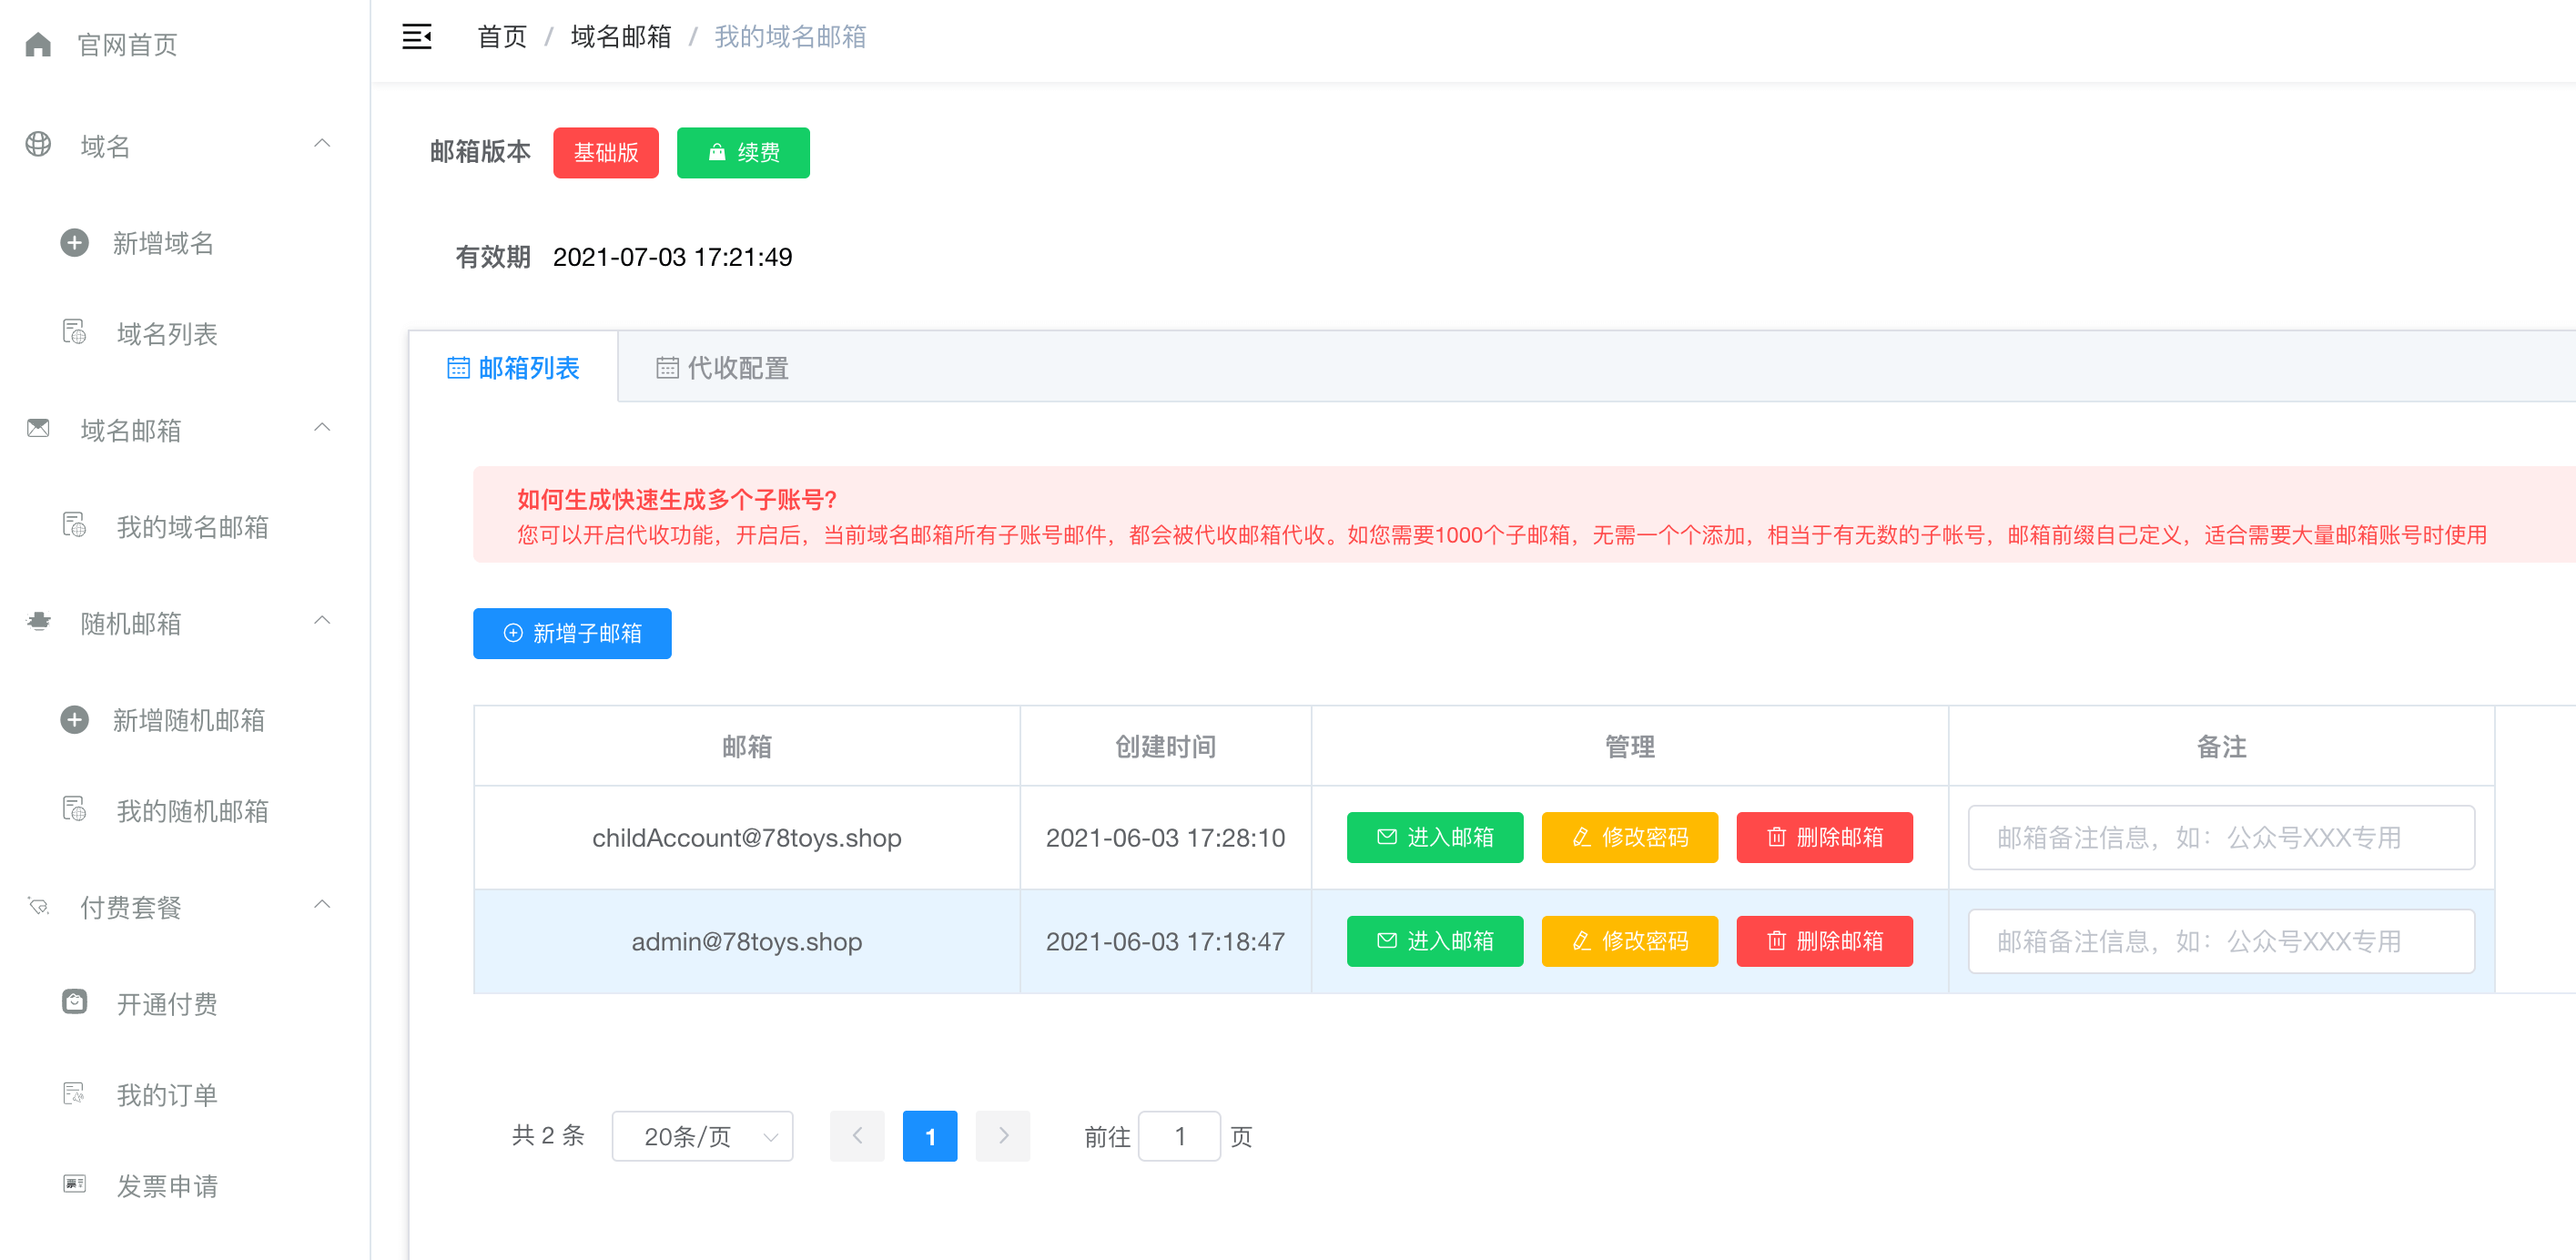 官网首页
域名
新增域名
域名列表
域名邮箱
我的域名邮箱
随机邮箱
新增随机邮箱
我的随机邮箱
付费套餐
开通付费
我的订单
发票申请
首页 / 域名邮箱 / 我的域名邮箱
邮箱版本 基础版 续费
有效期 2021-07-03 17:21:49
邮箱列表 代收配置
如何生成快速生成多个子账号?
您可以开启代收功能，开启后，当前域名邮箱所有子账号邮件，都会被代收邮箱代收。如您需要1000个子邮箱，无需一个个添加，相当于有无数的子帐号，邮箱前缀自己定义，适合需要大量邮箱账号时使用
新增子邮箱
邮箱 创建时间 管理 备注
childAccount@78toys.shop 2021-06-03 17:28:10 进入邮箱 修改密码 删除邮箱 邮箱备注信息，如：公众号XXX专用
admin@78toys.shop 2021-06-03 17:18:47 进入邮箱 修改密码 删除邮箱 邮箱备注信息，如：公众号XXX专用
共 2 条 20条/页 1 前往 1 页